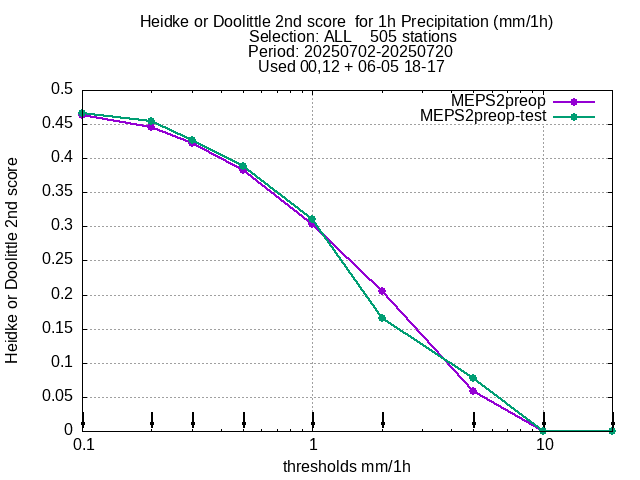 Heidke or Doolittle 2nd score  for 1h Precipitation (mm/1h)
Selection: ALL    505 stations
Period: 20250702-20250720
Used 00,12 + 06-05 18-17
MEPS2preop
MEPS2preop-test
0.5
0.45
0.4
0.35
0.3
0.25
0.2
0.15
0.1
0.05
0
Heidke or Doolittle 2nd score
0.1 1 10
thresholds mm/1h